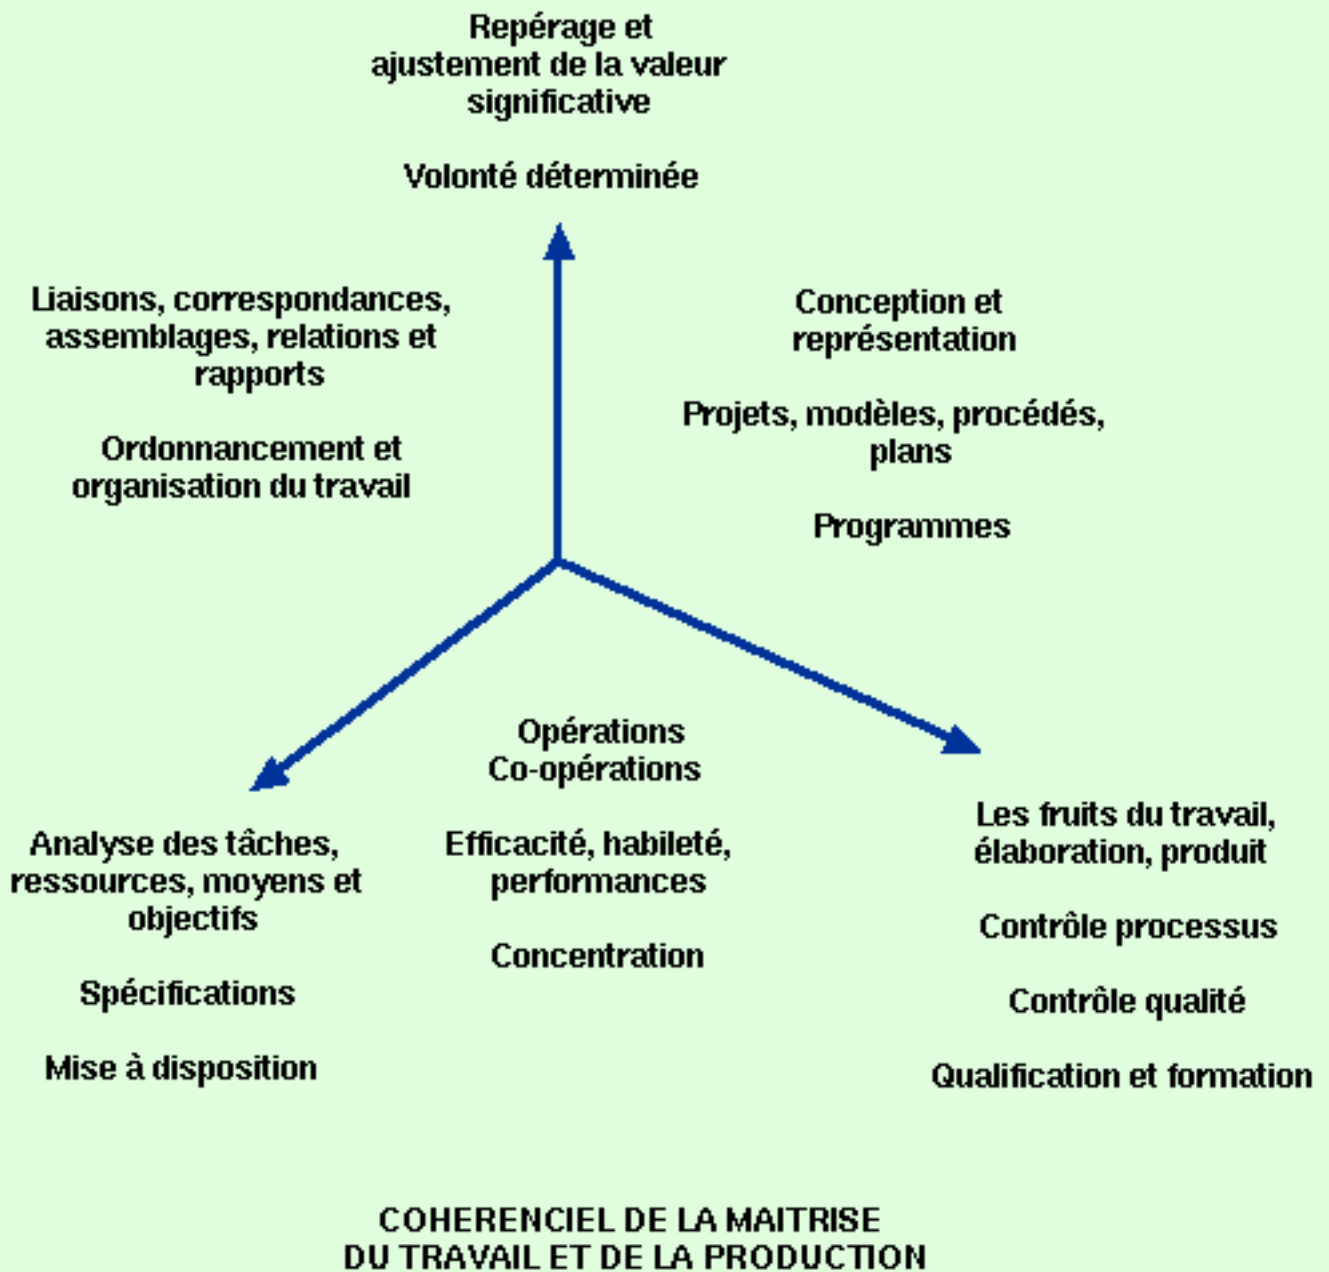 Repérage et
ajustement de la valeur
significative
Volonté déterminée
Liaisons, correspondances,
assemblages, relations et
rapports
Ordonnancement et
organisation du travail
Conception et
représentation
Projets, modèles, procédés,
plans
Programmes
Opérations
Co-opérations
Efficacité, habileté,
performances
Concentration
Analyse des tâches,
ressources, moyens et
objectifs
Spécifications
Mise à disposition
Les fruits du travail,
élaboration, produit
Contrôle processus
Contrôle qualité
Qualification et formation
COHERENCIEL DE LA MAITRISE
DU TRAVAIL ET DE LA PRODUCTION